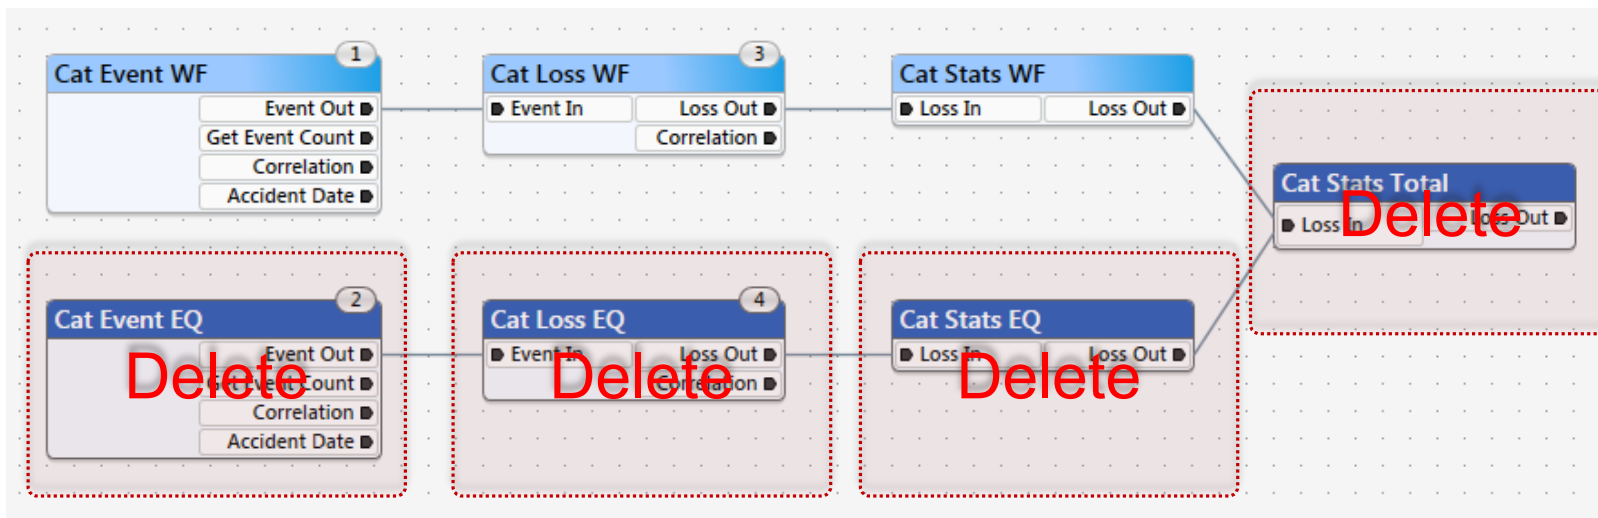 1
Cat Event WF
Event Out
Get Event Count
Correlation
Accident Date
3
Cat Loss WF
Event In Loss Out
Correlation
Cat Stats WF
Loss In Loss Out
Cat Stats Total
Loss In Loss Out
Delete
2
Cat Event EQ
Event Out
Get Event Count
Correlation
Accident Date
Delete
4
Cat Loss EQ
Event In Loss Out
Correlation
Delete
Cat Stats EQ
Loss In Loss Out
Delete